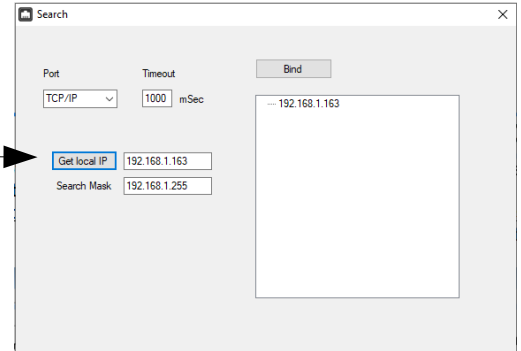 Search
Port
Timeout
Bind
TCP/IP
1000 mSec
192.168.1.163
Get local IP
192.168.1.163
Search Mask
192.168.1.255